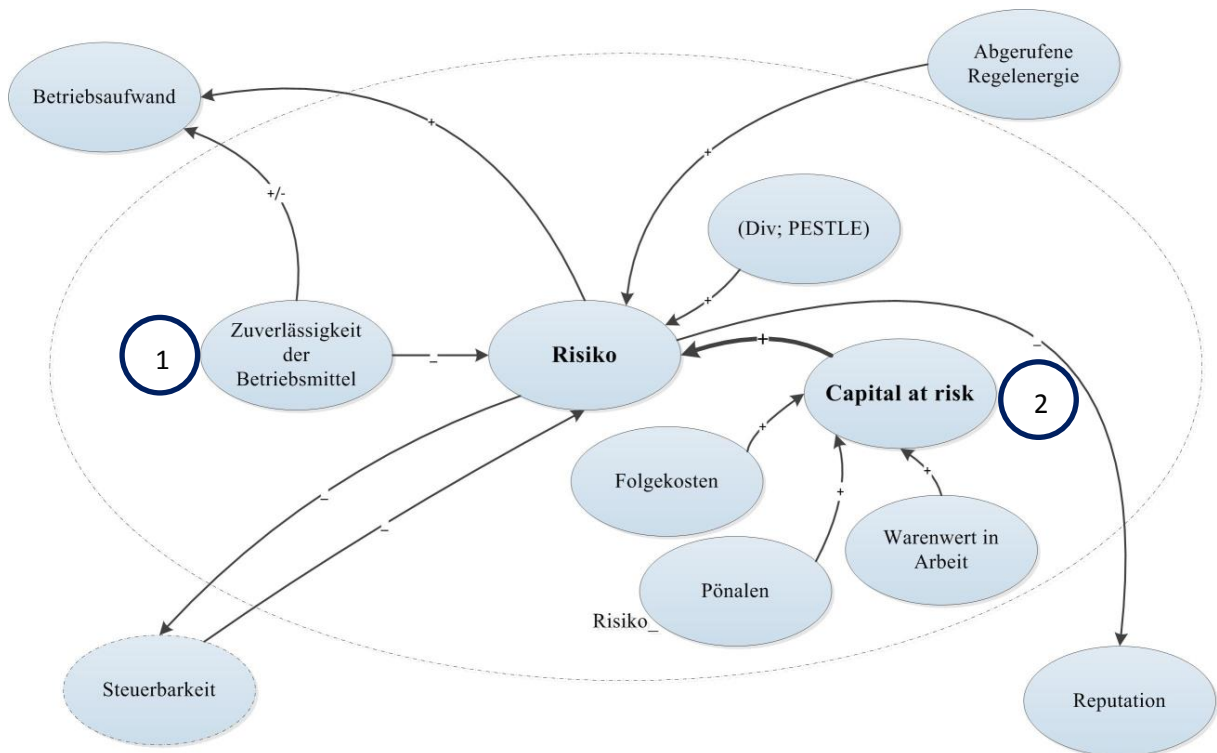 Abgerufene
Regelenergie
Betriebsaufwand
+
+
+/-
(Div; PESTLE)
+
1
Zuverlässigkeit
der
Betriebsmittel
–
Risiko
+
–
Capital at risk
2
+
Folgekosten
+
+
–
–
Warenwert in
Arbeit
Pönalen
Risiko_
Steuerbarkeit
Reputation